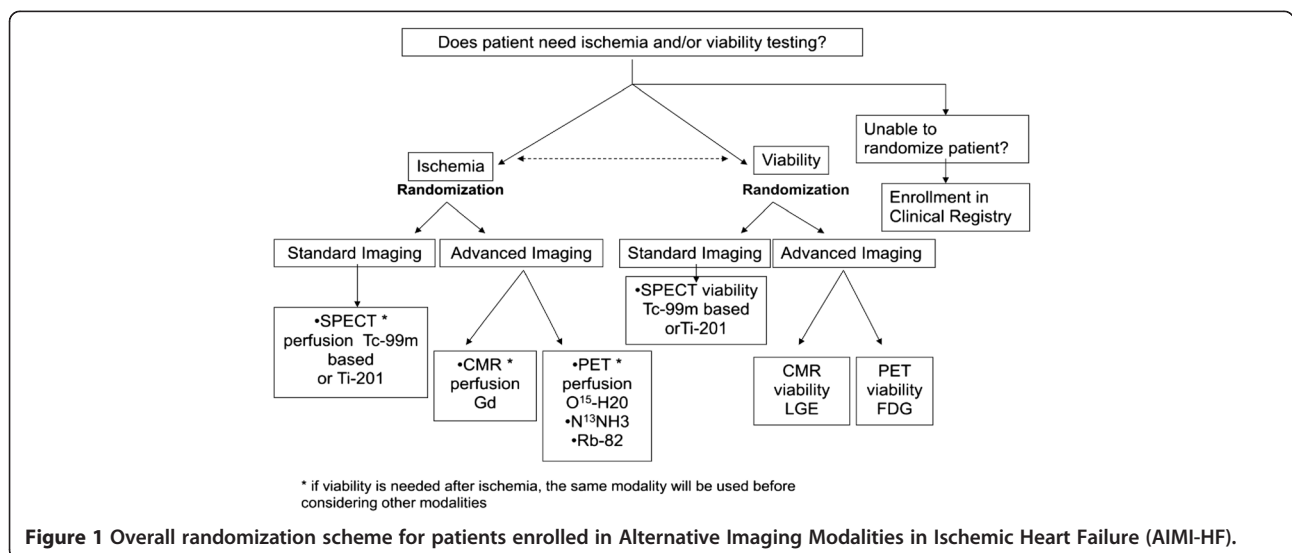 Does patient need ischemia and/or viability testing?
Unable to
randomize patient?
Enrollment in
Clinical Registry
Ischemia
Randomization
Viability
Randomization
Standard Imaging
Advanced Imaging
Standard Imaging
Advanced Imaging
•SPECT *
perfusion Tc-99m
based
or Ti-201
•CMR *
perfusion
Gd
•PET *
perfusion
O¹⁵-H20
•N¹³NH3
•Rb-82
•SPECT viability
Tc-99m based
orTi-201
CMR
viability
LGE
PET
viability
FDG
* if viability is needed after ischemia, the same modality will be used before
considering other modalities
Figure 1 Overall randomization scheme for patients enrolled in Alternative Imaging Modalities in Ischemic Heart Failure (AIMI-HF).